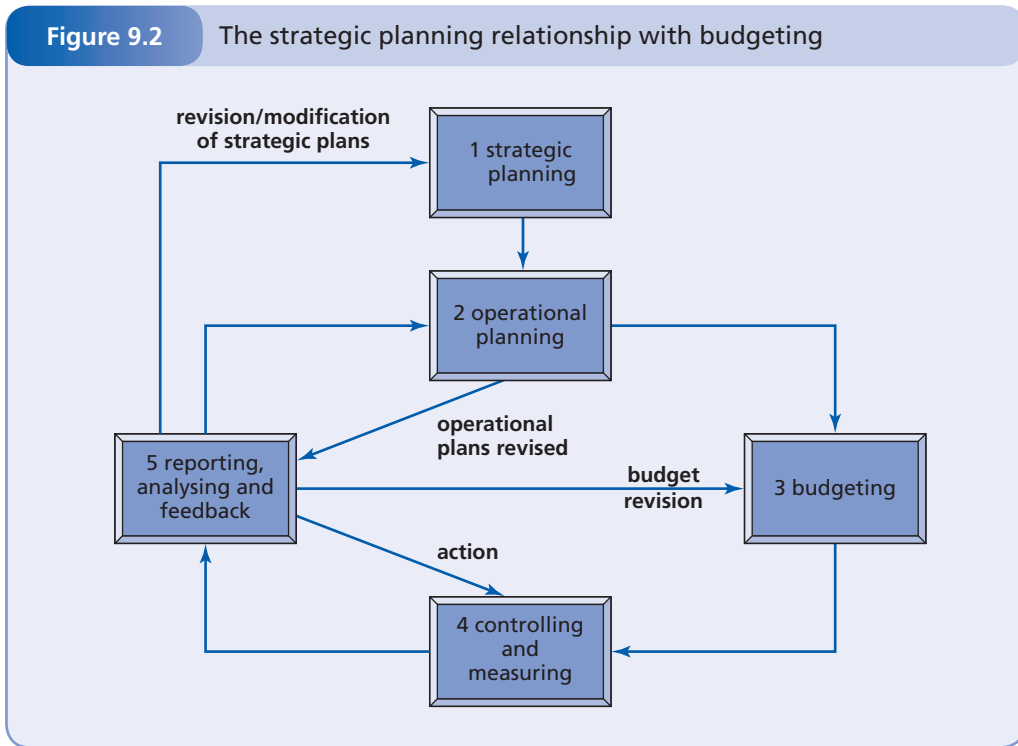 Figure 9.2
The strategic planning relationship with budgeting
revision/modification
of strategic plans
1 strategic
planning
2 operational
planning
operational
plans revised
5 reporting,
analysing and
feedback
budget
revision
3 budgeting
action
4 controlling
and
measuring